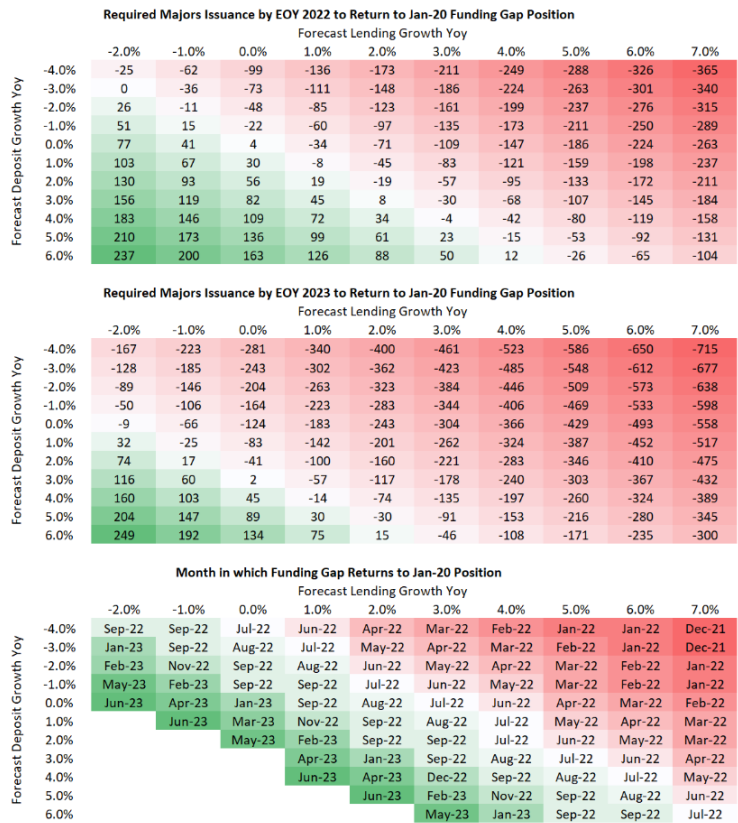 Required Majors Issuance by EOY 2022 to Return to Jan-20 Funding Gap Position
Forecast Lending Growth Yoy
-2.0% -1.0% 0.0% 1.0% 2.0% 3.0% 4.0% 5.0% 6.0% 7.0%
Forecast Deposit Growth Yoy
-4.0% -25 -62 -99 -136 -173 -211 -249 -288 -326 -365
-3.0% 0 -36 -73 -111 -148 -186 -224 -263 -301 -340
-2.0% 26 -11 -48 -85 -123 -161 -199 -237 -276 -315
-1.0% 51 15 -22 -60 -97 -135 -173 -211 -250 -289
0.0% 77 41 4 -34 -71 -109 -147 -186 -224 -263
1.0% 103 67 30 -8 -45 -83 -121 -159 -198 -237
2.0% 130 93 56 19 -19 -57 -95 -133 -172 -211
3.0% 156 119 82 45 8 -30 -68 -107 -145 -184
4.0% 183 146 109 72 34 -4 -42 -80 -119 -158
5.0% 210 173 136 99 61 23 -15 -53 -92 -131
6.0% 237 200 163 126 88 50 12 -26 -65 -104
Required Majors Issuance by EOY 2023 to Return to Jan-20 Funding Gap Position
Forecast Lending Growth Yoy
-2.0% -1.0% 0.0% 1.0% 2.0% 3.0% 4.0% 5.0% 6.0% 7.0%
Forecast Deposit Growth Yoy
-4.0% -167 -223 -281 -340 -400 -461 -523 -586 -650 -715
-3.0% -128 -185 -243 -302 -362 -423 -485 -548 -612 -677
-2.0% -89 -146 -204 -263 -323 -384 -446 -509 -573 -638
-1.0% -50 -106 -164 -223 -283 -344 -406 -469 -533 -598
0.0% -9 -66 -124 -183 -243 -304 -366 -429 -493 -558
1.0% 32 -25 -83 -142 -201 -262 -324 -387 -452 -517
2.0% 74 17 -41 -100 -160 -221 -283 -346 -410 -475
3.0% 116 60 2 -57 -117 -178 -240 -303 -367 -432
4.0% 160 103 45 -14 -74 -135 -197 -260 -324 -389
5.0% 204 147 89 30 -30 -91 -153 -216 -280 -345
6.0% 249 192 134 75 15 -46 -108 -171 -235 -300
Month in which Funding Gap Returns to Jan-20 Position
Forecast Lending Growth Yoy
-2.0% -1.0% 0.0% 1.0% 2.0% 3.0% 4.0% 5.0% 6.0% 7.0%
Forecast Deposit Growth Yoy
-4.0% Sep-22 Sep-22 Jul-22 Jun-22 Apr-22 Mar-22 Feb-22 Jan-22 Jan-22 Dec-21
-3.0% Jan-23 Sep-22 Aug-22 Jul-22 May-22 Apr-22 Mar-22 Feb-22 Jan-22 Dec-21
-2.0% Feb-23 Nov-22 Sep-22 Aug-22 Jun-22 May-22 Apr-22 Mar-22 Feb-22 Jan-22
-1.0% May-23 Feb-23 Sep-22 Sep-22 Jul-22 Jun-22 May-22 Mar-22 Feb-22 Jan-22
0.0% Jun-23 Apr-23 Jan-23 Sep-22 Aug-22 Jul-22 Jun-22 Apr-22 Mar-22 Feb-22
1.0% Jun-23 Mar-23 Nov-22 Sep-22 Aug-22 Jul-22 May-22 Apr-22 Mar-22
2.0% May-23 Feb-23 Sep-22 Sep-22 Jul-22 Jun-22 May-22 Mar-22
3.0% Apr-23 Jan-23 Sep-22 Aug-22 Jul-22 Jun-22 Apr-22
4.0% Jun-23 Apr-23 Dec-22 Sep-22 Aug-22 Jul-22 May-22
5.0% Jun-23 Feb-23 Nov-22 Sep-22 Aug-22 Jun-22
6.0% May-23 Jan-23 Sep-22 Sep-22 Jul-22